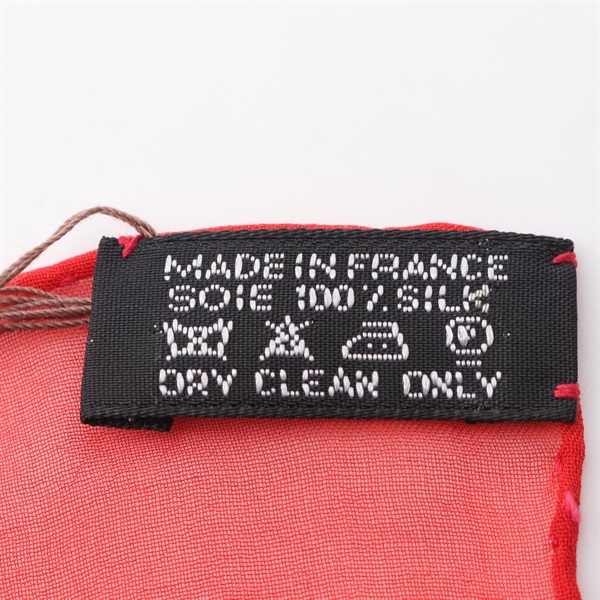 MADE IN FRANCE
SOIE 100% SILK
P
DRY CLEAN ONLY